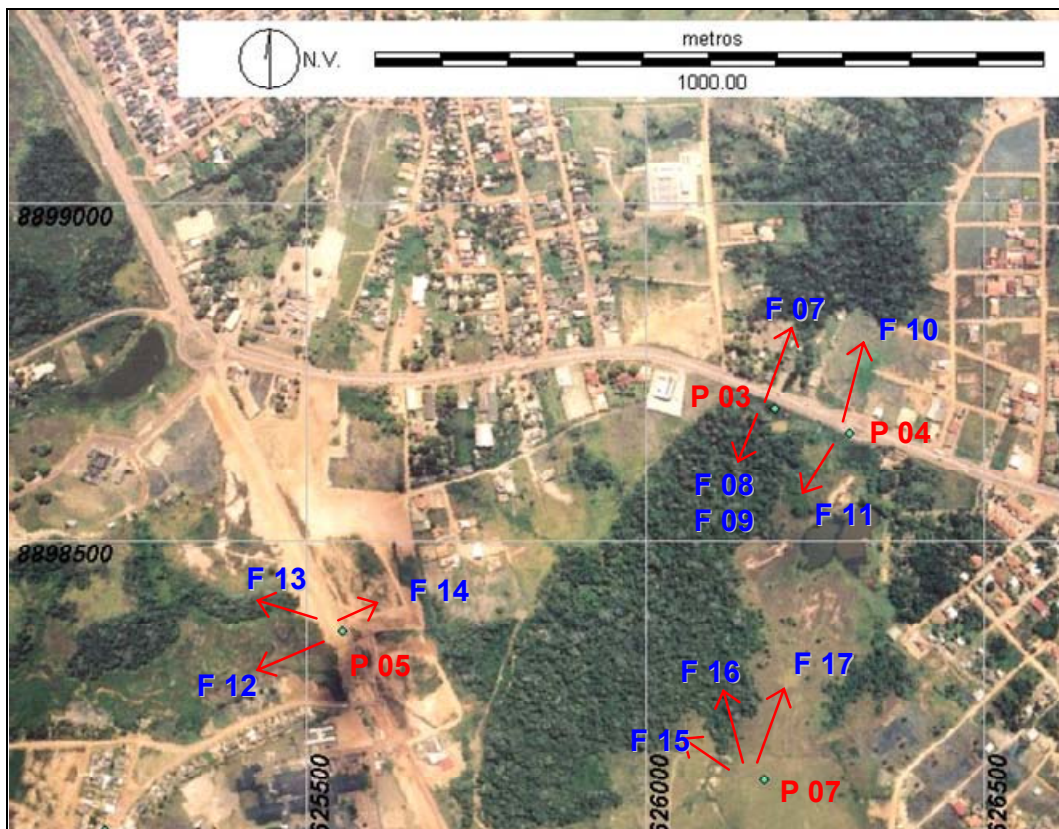 metros
N.V.
1000.00
8899000
F 07
F 10
P 03
P 04
F 08
F 09
F 11
8898500
F 13
F 14
P 05
F 12
F 16
F 17
F 15
P 07
625500
626000
626500